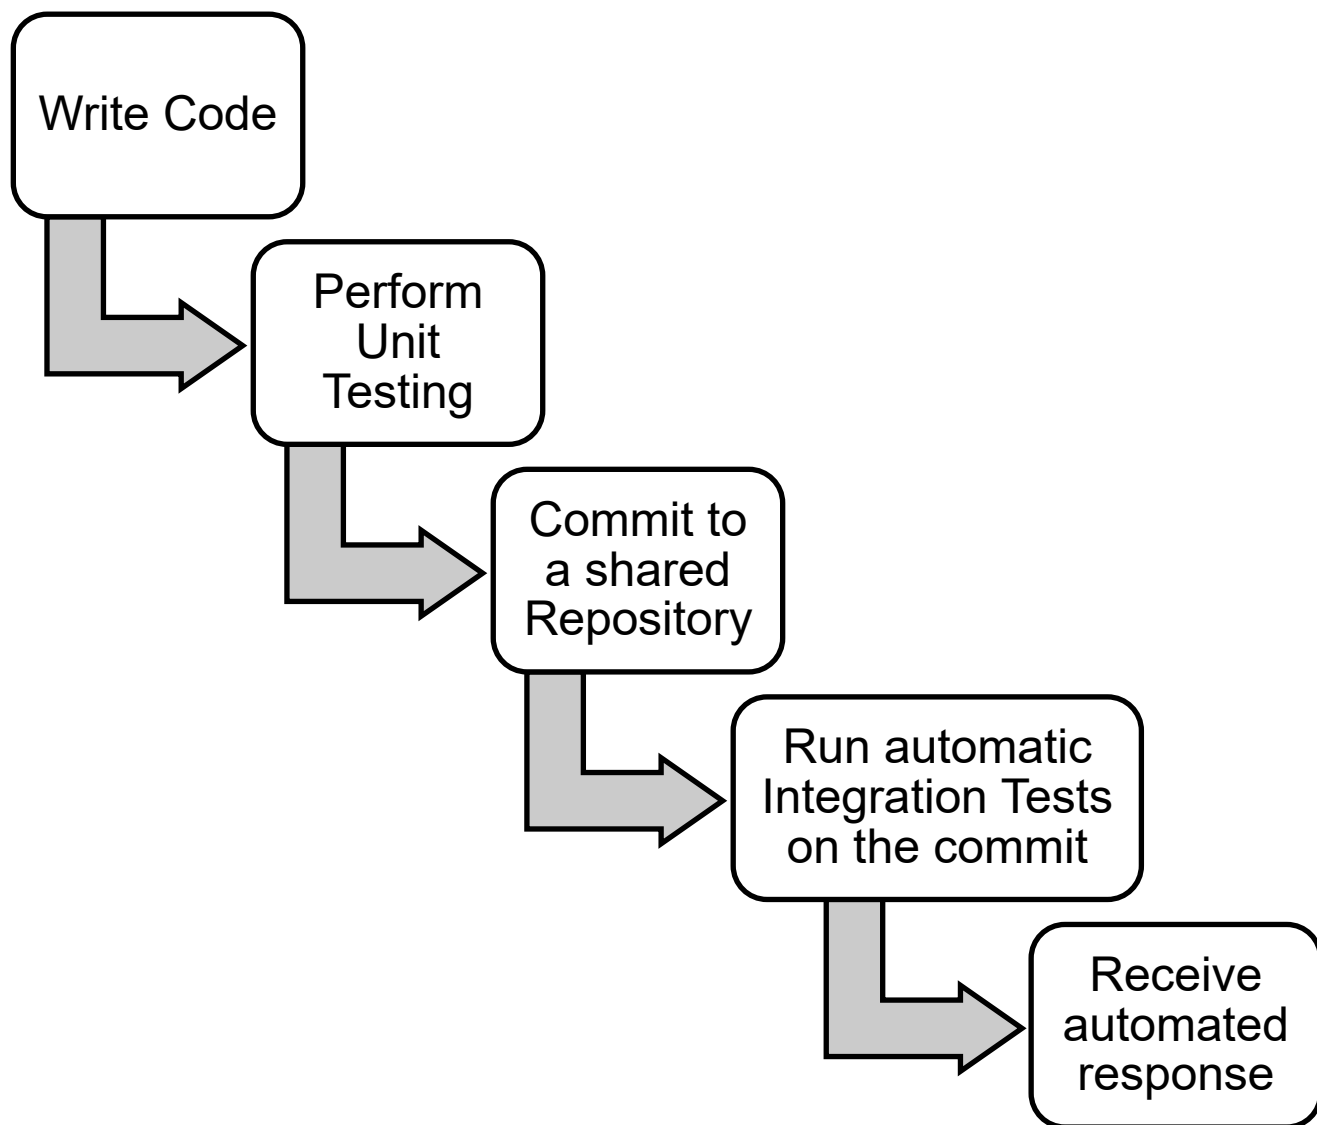 Write Code
Perform
Unit
Testing
Commit to
a shared
Repository
Run automatic
Integration Tests
on the commit
Receive
automated
response